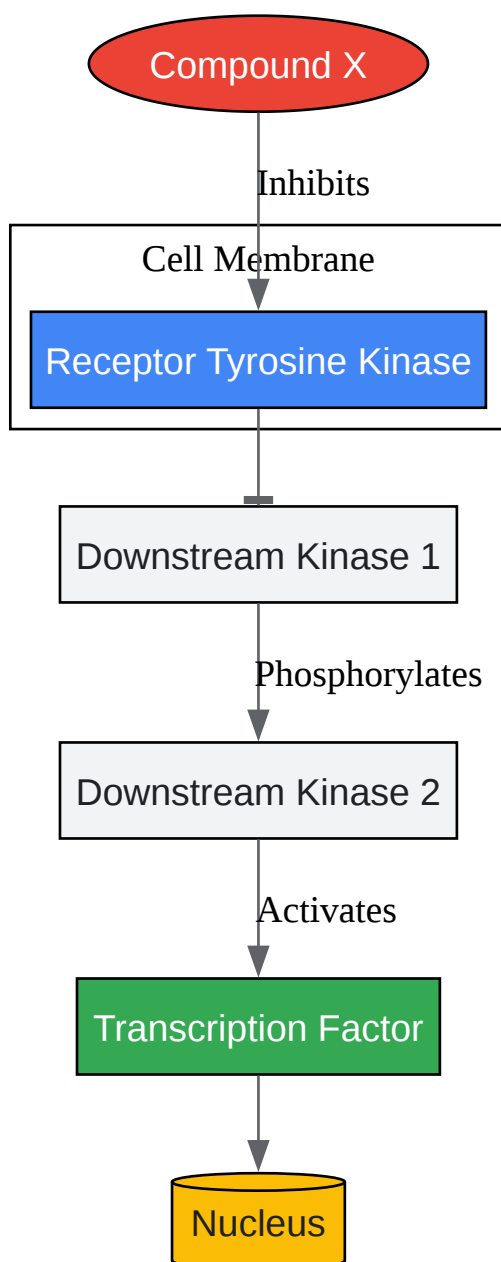 Compound X
Inhibits
Cell Membrane
Receptor Tyrosine Kinase
Downstream Kinase 1
Phosphorylates
Downstream Kinase 2
Activates
Transcription Factor
Nucleus